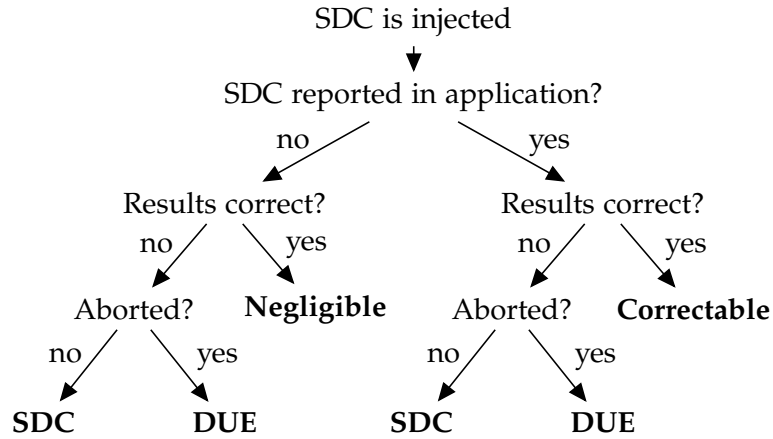 SDC is injected
SDC reported in application?
no yes
Results correct? Results correct?
no yes no yes
Aborted? Negligible Aborted? Correctable
no yes no yes
SDC DUE SDC DUE